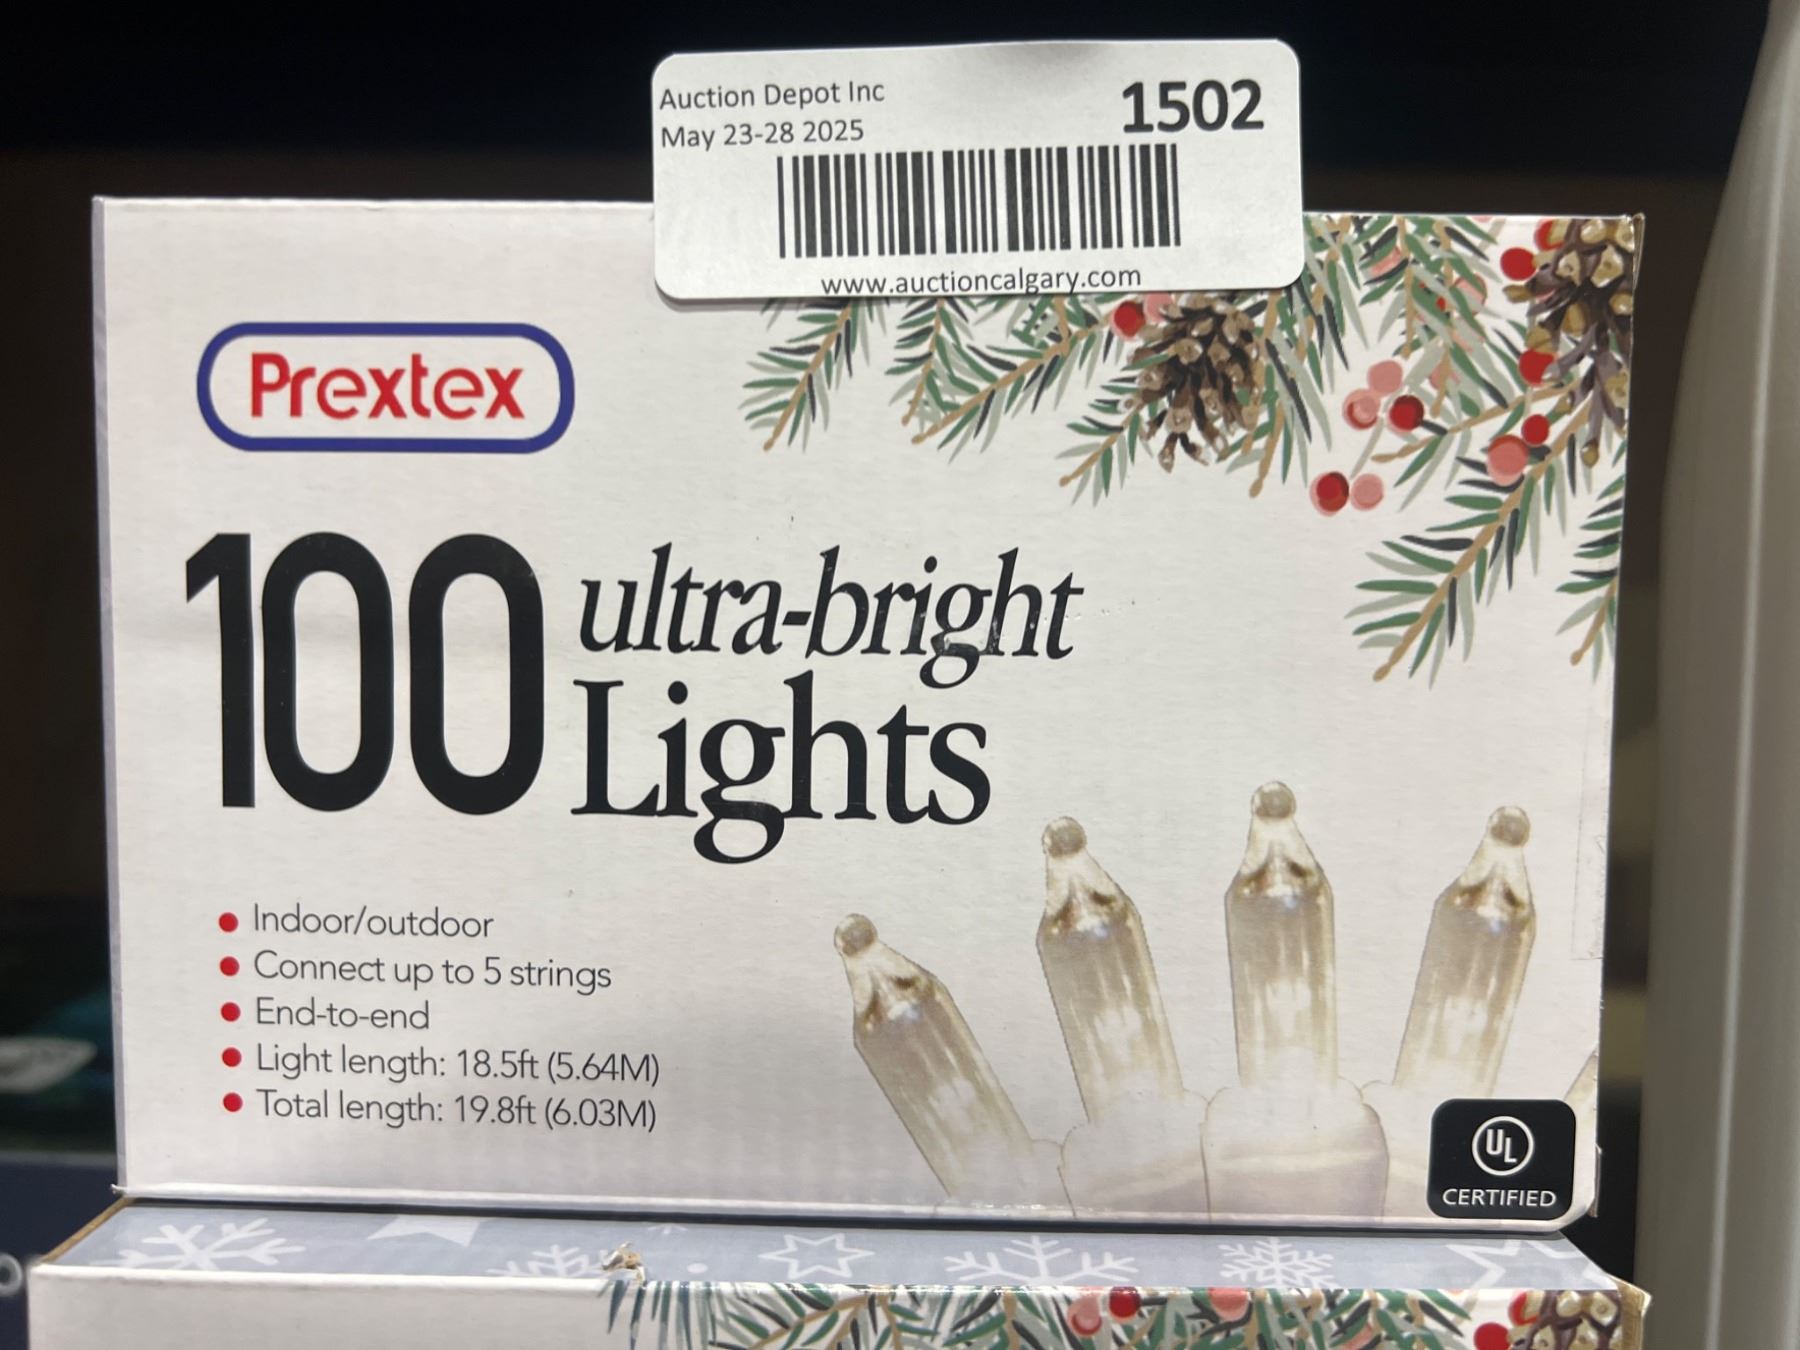 Auction Depot Inc
1502
May 23-28 2025
www.auctioncalgary.com
Prextex
100 ultra-bright
Lights
Indoor/outdoor
Connect up to 5 strings
End-to-end
Light length: 18.5ft (5.64M)
Total length: 19.8ft (6.03M)
UL
CERTIFIED